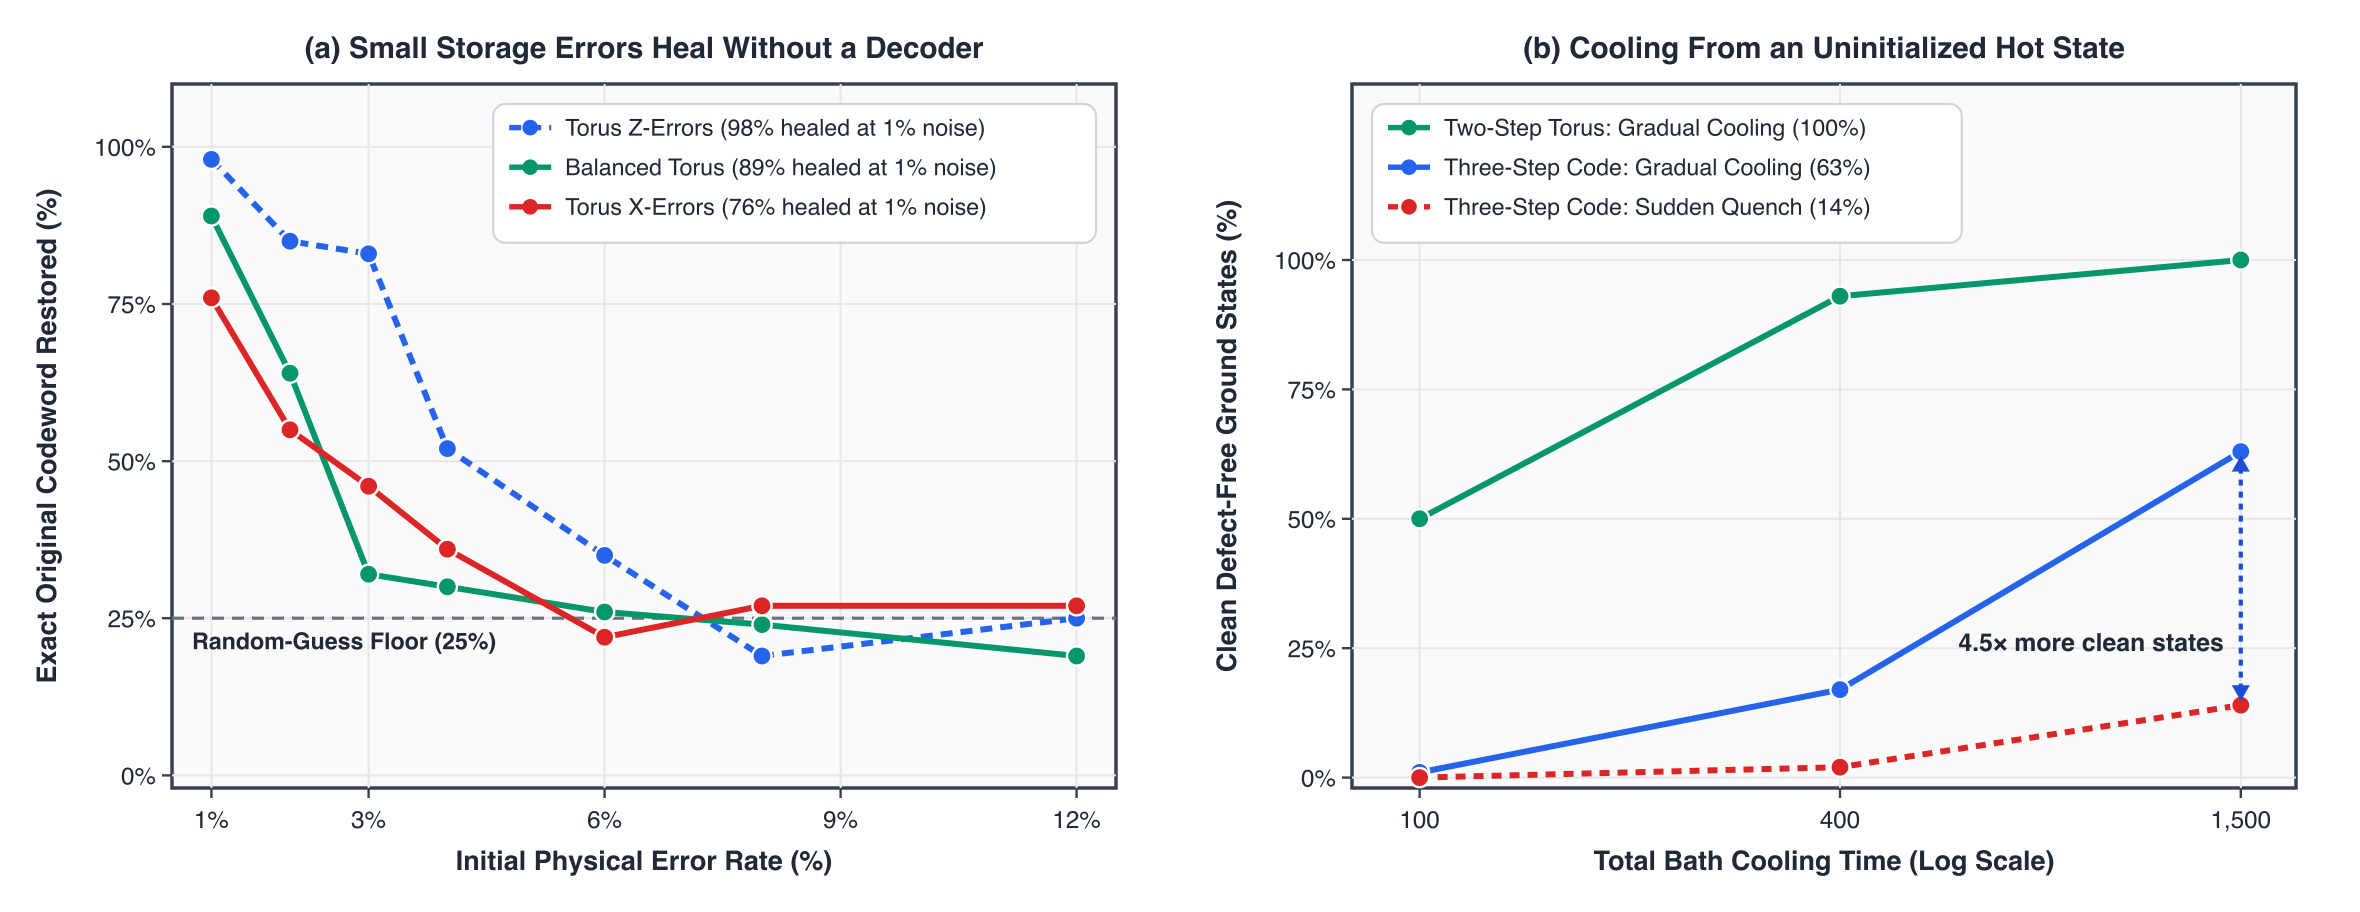 (a) Small Storage Errors Heal Without a Decoder
Exact Original Codeword Restored (%)
100%
75%
50%
25%
0%
Torus Z-Errors (98% healed at 1% noise)
Balanced Torus (89% healed at 1% noise)
Torus X-Errors (76% healed at 1% noise)
Random-Guess Floor (25%)
1%
3%
6%
9%
12%
Initial Physical Error Rate (%)
(b) Cooling From an Uninitialized Hot State
Clean Defect-Free Ground States (%)
100%
75%
50%
25%
0%
Two-Step Torus: Gradual Cooling (100%)
Three-Step Code: Gradual Cooling (63%)
Three-Step Code: Sudden Quench (14%)
4.5× more clean states
100
400
1,500
Total Bath Cooling Time (Log Scale)